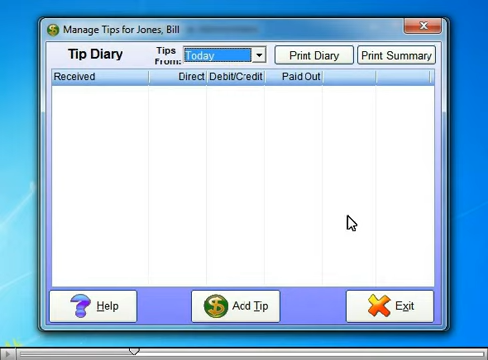 Manage Tips for Jones, Bill
Tip Diary Tips From: Today Print Diary Print Summary
Received Direct Debit/Credit Paid Out
Help Add Tip Exit